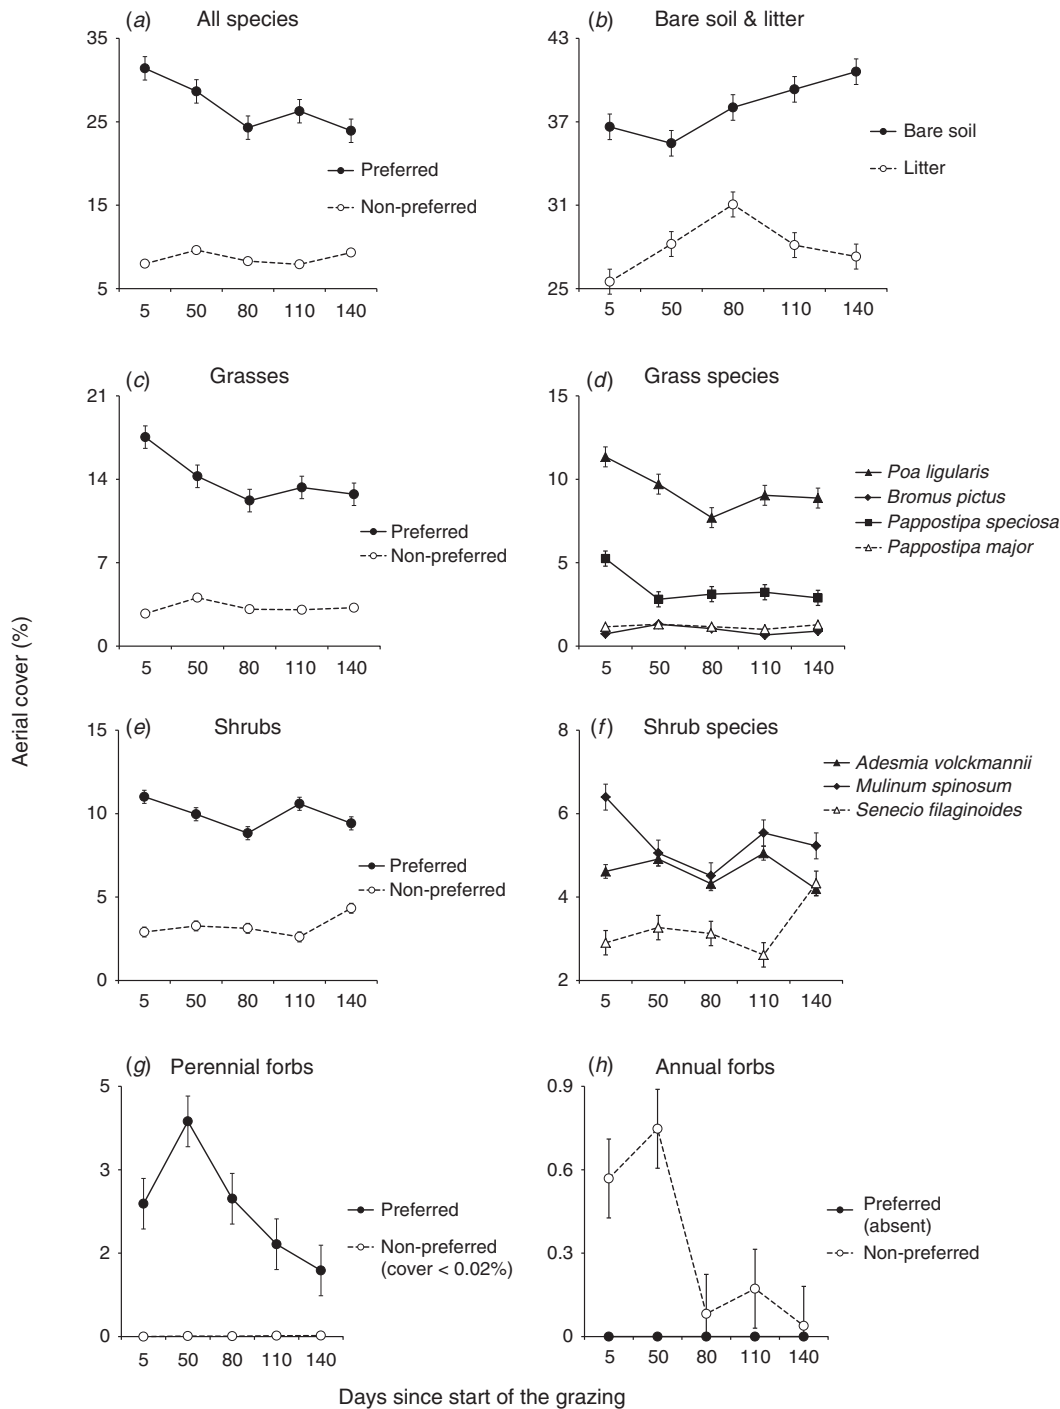 (a) All species
35
25
15
5
5 50 80 110 140
Preferred
Non-preferred
(b) Bare soil & litter
43
37
31
25
5 50 80 110 140
Bare soil
Litter
(c) Grasses
21
14
7
0
5 50 80 110 140
Preferred
Non-preferred
(d) Grass species
15
10
5
0
5 50 80 110 140
Poa ligularis
Bromus pictus
Pappostipa speciosa
Pappostipa major
Aerial cover (%)
(e) Shrubs
15
10
5
0
5 50 80 110 140
Preferred
Non-preferred
(f) Shrub species
8
6
4
2
5 50 80 110 140
Adesmia volckmannii
Mulinum spinosum
Senecio filaginoides
(g) Perennial forbs
5
3
2
0
5 50 80 110 140
Preferred
Non-preferred
(cover < 0.02%)
(h) Annual forbs
0.9
0.6
0.3
0
5 50 80 110 140
Preferred
(absent)
Non-preferred
Days since start of the grazing